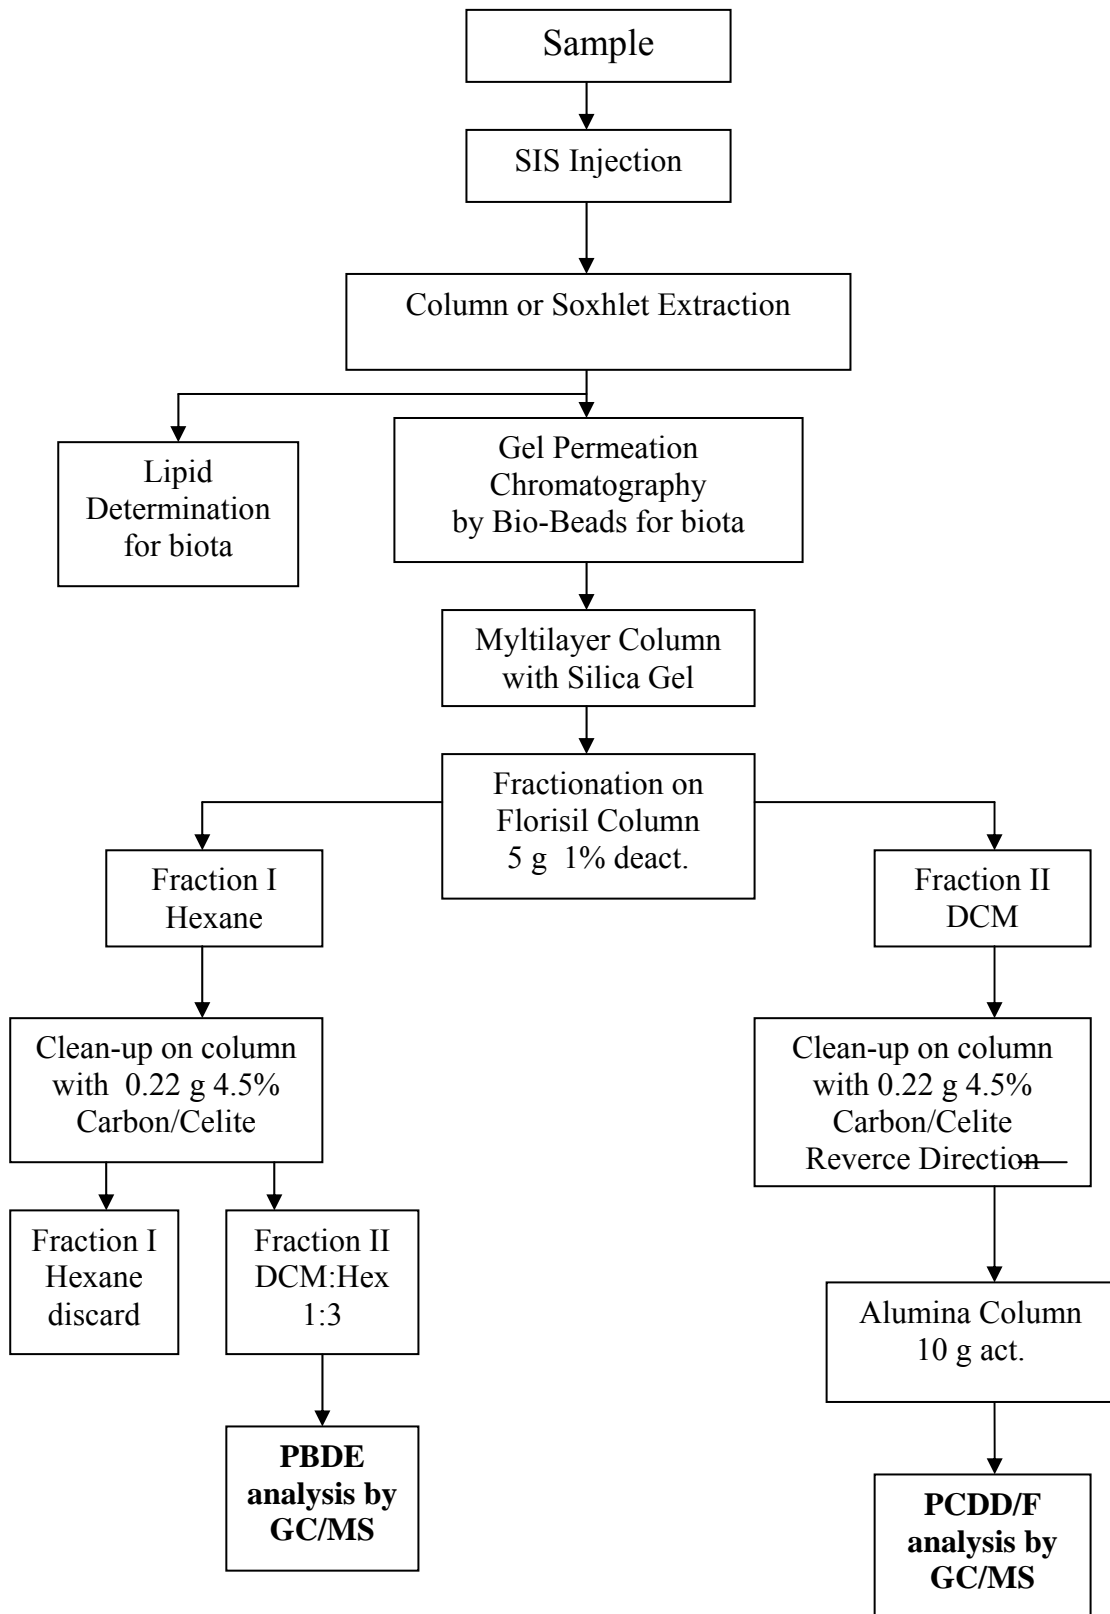 Sample
SIS Injection
Column or Soxhlet Extraction
Lipid
Determination
for biota
Gel Permeation
Chromatography
by Bio-Beads for biota
Myltilayer Column
with Silica Gel
Fractionation on
Florisil Column
5 g 1% deact.
Fraction I
Hexane
Fraction II
DCM
Clean-up on column
with 0.22 g 4.5%
Carbon/Celite
Clean-up on column
with 0.22 g 4.5%
Carbon/Celite
Reverce Direction
Fraction I
Hexane
discard
Fraction II
DCM:Hex
1:3
Alumina Column
10 g act.
PBDE
analysis by
GC/MS
PCDD/F
analysis by
GC/MS